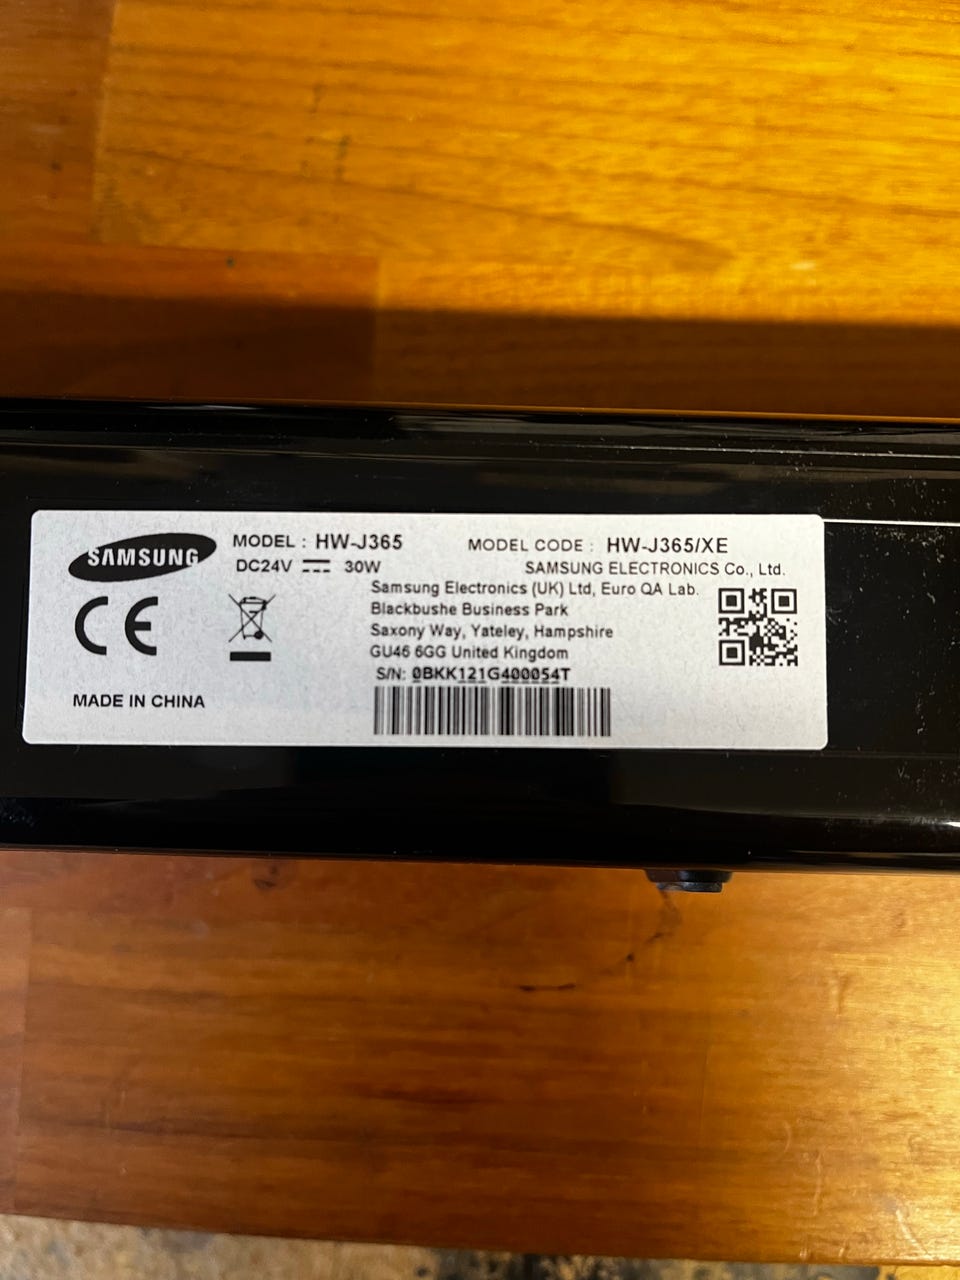 SAMSUNG
MODEL : HW-J365
MODEL CODE : HW-J365/XE
DC24V ⎓ 30W
SAMSUNG ELECTRONICS Co., Ltd.
Samsung Electronics (UK) Ltd, Euro QA Lab.
Blackbushe Business Park
Saxony Way, Yateley, Hampshire
GU46 6GG United Kingdom
CE
S/N: 0BKK121G400054T
MADE IN CHINA